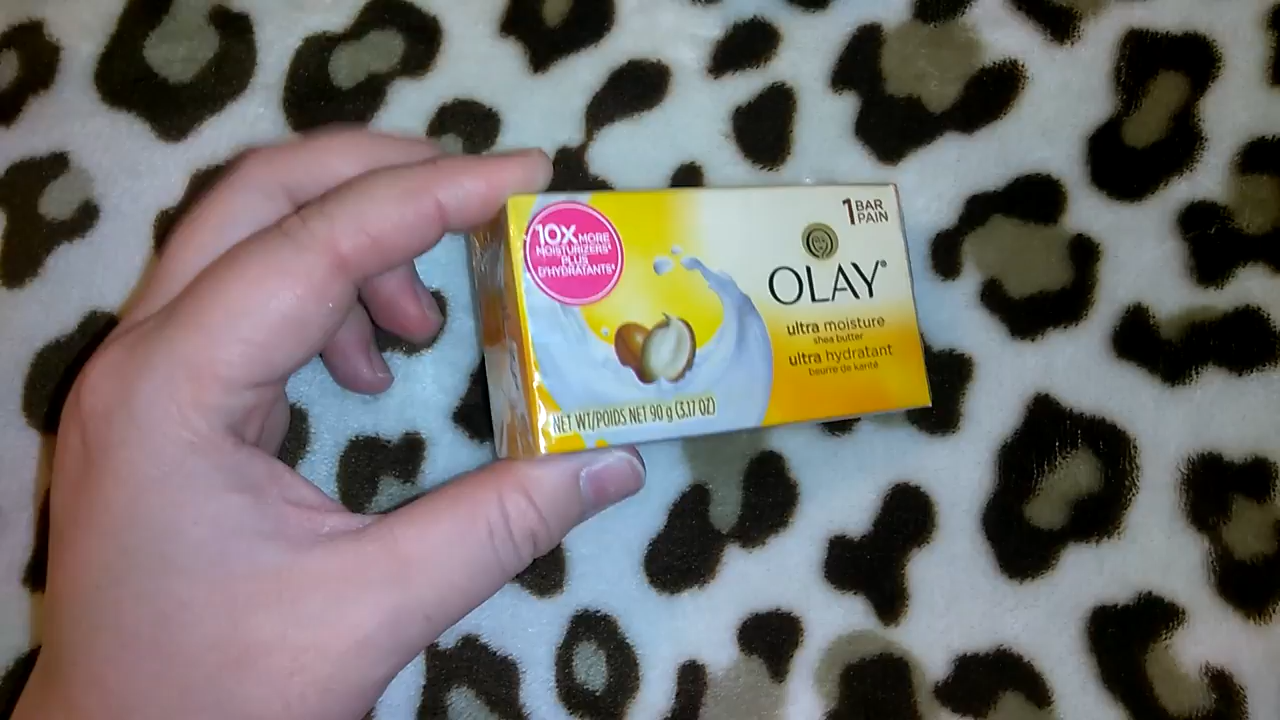 10X MORE
MOISTURIZERS*
PLUS
D'HYDRATANTS*
1 BAR
PAIN
OLAY®
ultra moisture
shea butter
ultra hydratant
beurre de karité
NET WT/POIDS NET 90 g (3.17 OZ)